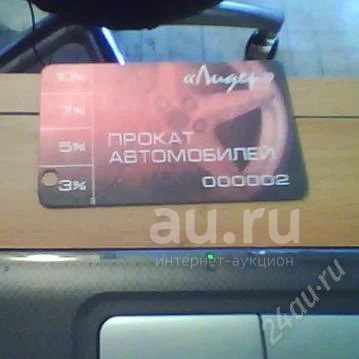 10%
«Лидер»
7%
5%
ПРОКАТ
АВТОМОБИЛЕЙ
3%
000002
au.ru
интернет-аукцион
24au.ru